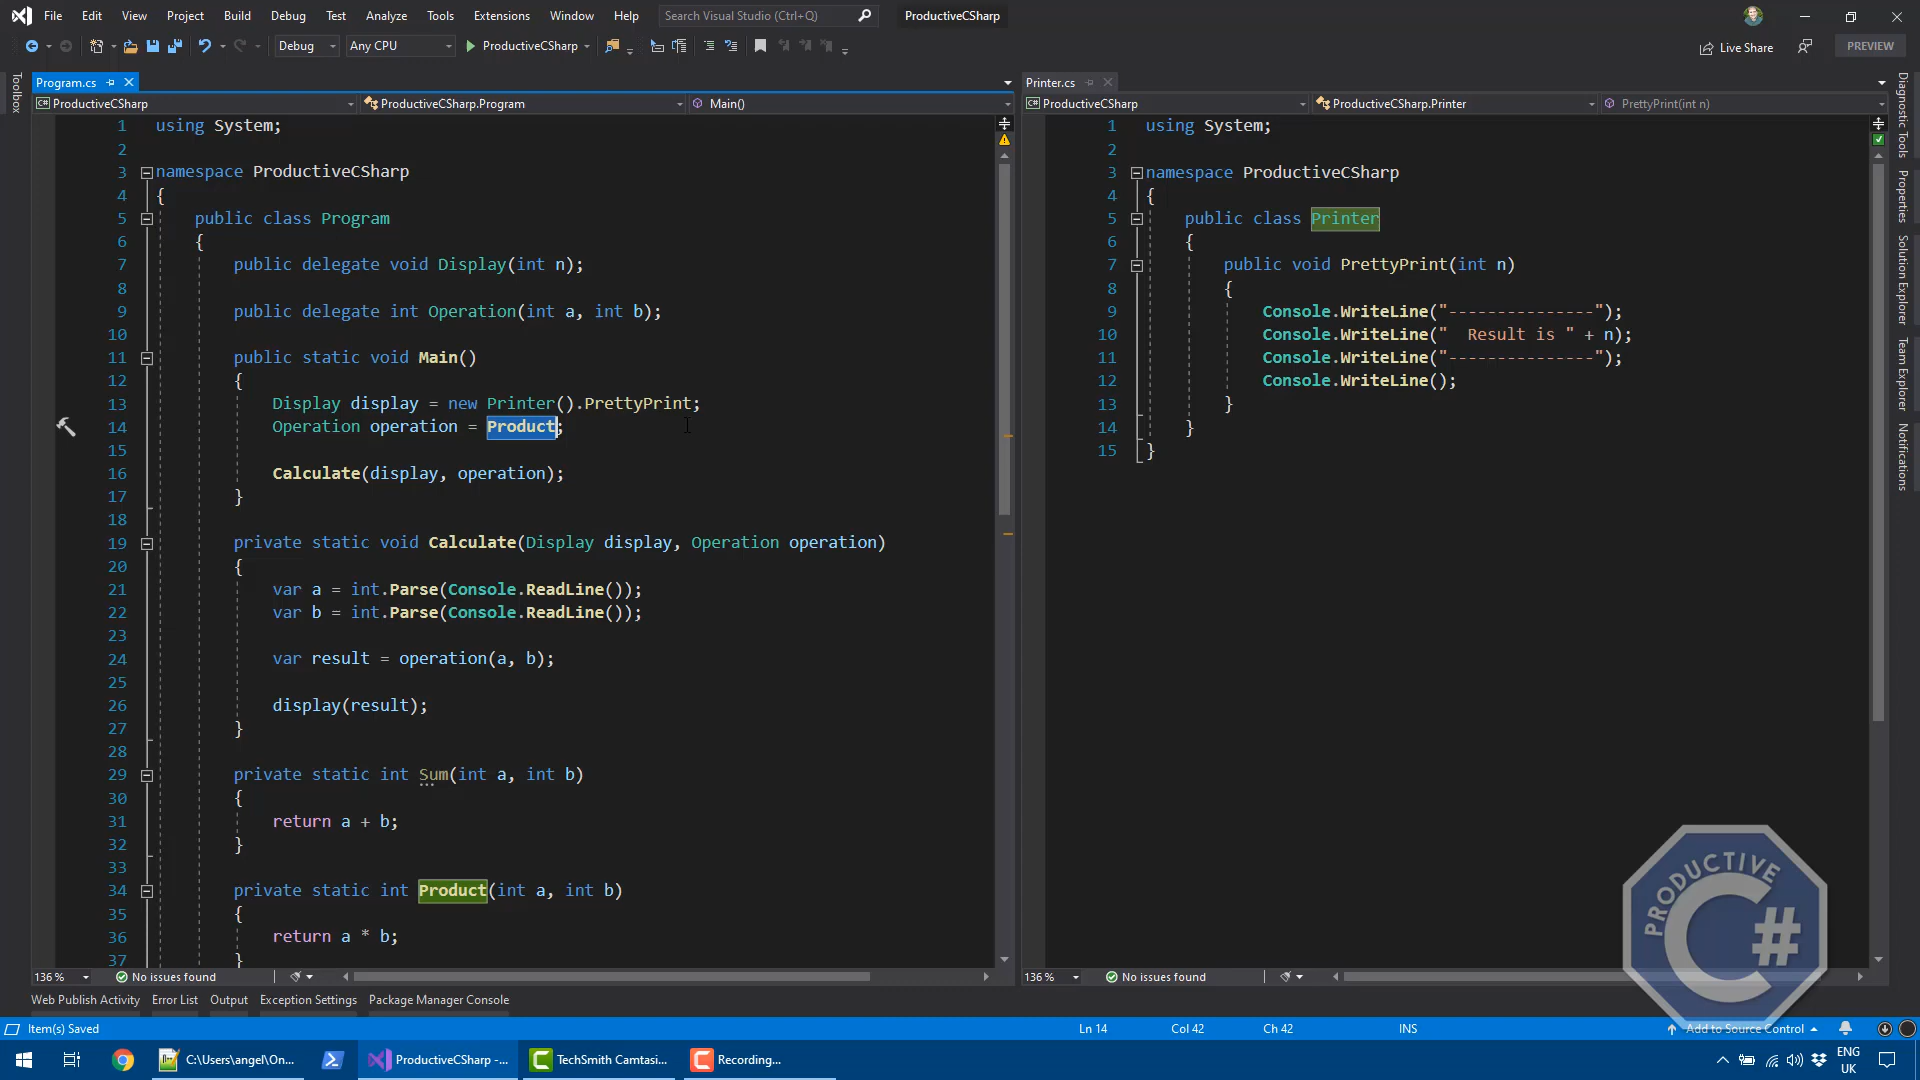 File Edit View Project Build Debug Test Analyze Tools Extensions Window Help Search Visual Studio (Ctrl+Q) ProductiveCSharp
Debug Any CPU ProductiveCSharp Live Share PREVIEW
Toolbox
Program.cs
ProductiveCSharp ProductiveCSharp.Program Main()
1 using System;
2
3 namespace ProductiveCSharp
4 {
5 public class Program
6 {
7 public delegate void Display(int n);
8
9 public delegate int Operation(int a, int b);
10
11 public static void Main()
12 {
13 Display display = new Printer().PrettyPrint;
14 Operation operation = Product;
15
16 Calculate(display, operation);
17 }
18
19 private static void Calculate(Display display, Operation operation)
20 {
21 var a = int.Parse(Console.ReadLine());
22 var b = int.Parse(Console.ReadLine());
23
24 var result = operation(a, b);
25
26 display(result);
27 }
28
29 private static int Sum(int a, int b)
30 {
31 return a + b;
32 }
33
34 private static int Product(int a, int b)
35 {
36 return a * b;
37 }
136 % No issues found
Printer.cs
ProductiveCSharp ProductiveCSharp.Printer PrettyPrint(int n)
1 using System;
2
3 namespace ProductiveCSharp
4 {
5 public class Printer
6 {
7 public void PrettyPrint(int n)
8 {
9 Console.WriteLine("---------------");
10 Console.WriteLine("  Result is " + n);
11 Console.WriteLine("---------------");
12 Console.WriteLine();
13 }
14 }
15 }
136 % No issues found
Diagnostic Tools
Properties
Solution Explorer
Team Explorer
Notifications
PRODUCTIVE
C#
Web Publish Activity Error List Output Exception Settings Package Manager Console
Item(s) Saved Ln 14 Col 42 Ch 42 INS Add to Source Control
C:\Users\angel\On... ProductiveCSharp -... TechSmith Camtasi... Recording... ENG
UK